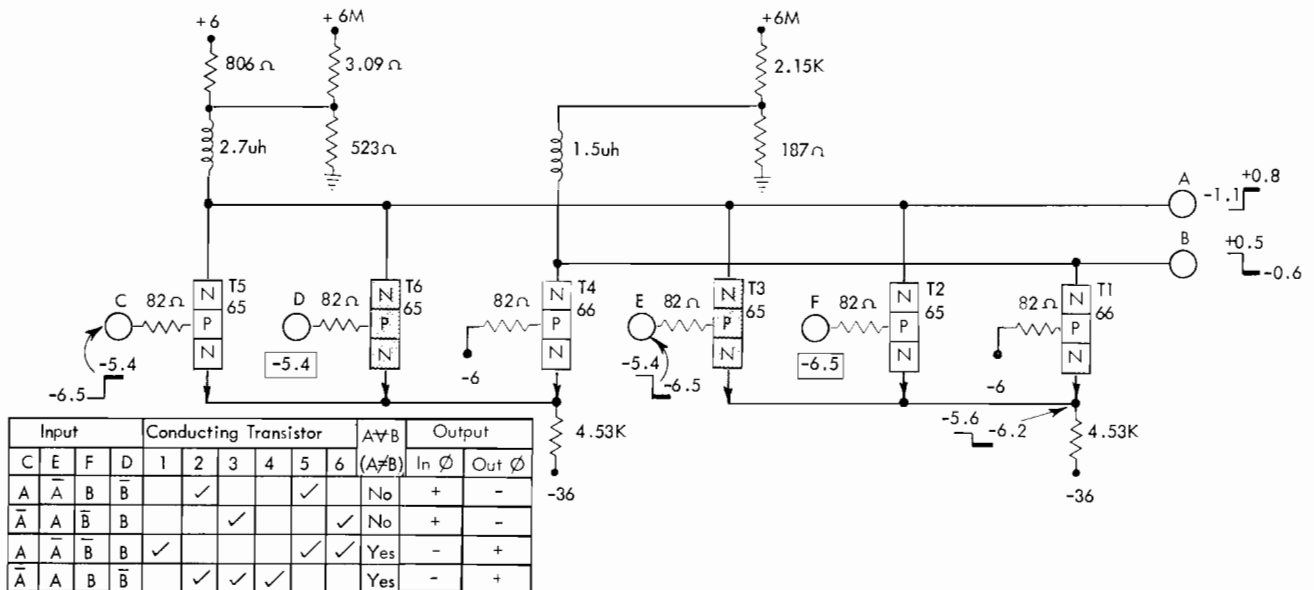 +6
+6M
+6M
806Ω
3.09Ω
2.15K
2.7uh
523Ω
1.5uh
187Ω
A
-1.1
+0.8
B
+0.5
-0.6
C
82Ω
N
P
N
T5
65
D
82Ω
N
P
N
T6
65
82Ω
N
P
N
T4
66
E
82Ω
N
P
N
T3
65
F
82Ω
N
P
N
T2
65
82Ω
N
P
N
T1
66
-5.4
-6.5
-5.4
-6
-5.4
-6.5
-6.5
-6
-5.6
-6.2
4.53K
-36
4.53K
-36
Input Conducting Transistor A∀B Output
C E F D 1 2 3 4 5 6 (A≠B) In Ø Out Ø
A A̅ B B̅ ✓ ✓ No + -
A̅ A B̅ B ✓ ✓ No + -
A A̅ B̅ B ✓ ✓ ✓ Yes - +
A̅ A B B̅ ✓ ✓ ✓ Yes - +